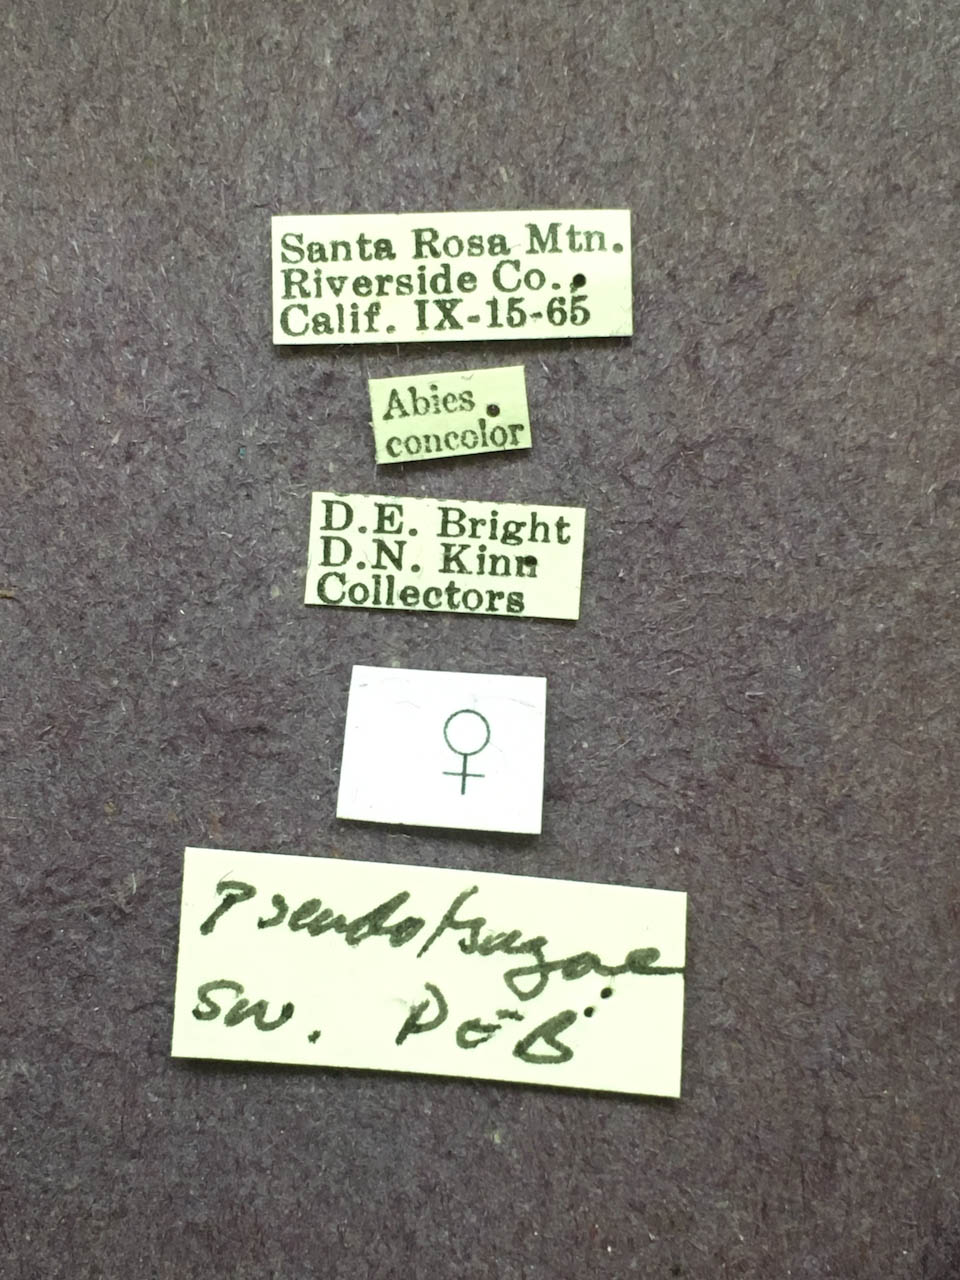 Santa Rosa Mtn.
Riverside Co.,
Calif. IX-15-65
Abies
concolor
D.E. Bright
D.N. Kinn
Collectors
♀
Pseudotsugae
Sw. DEB